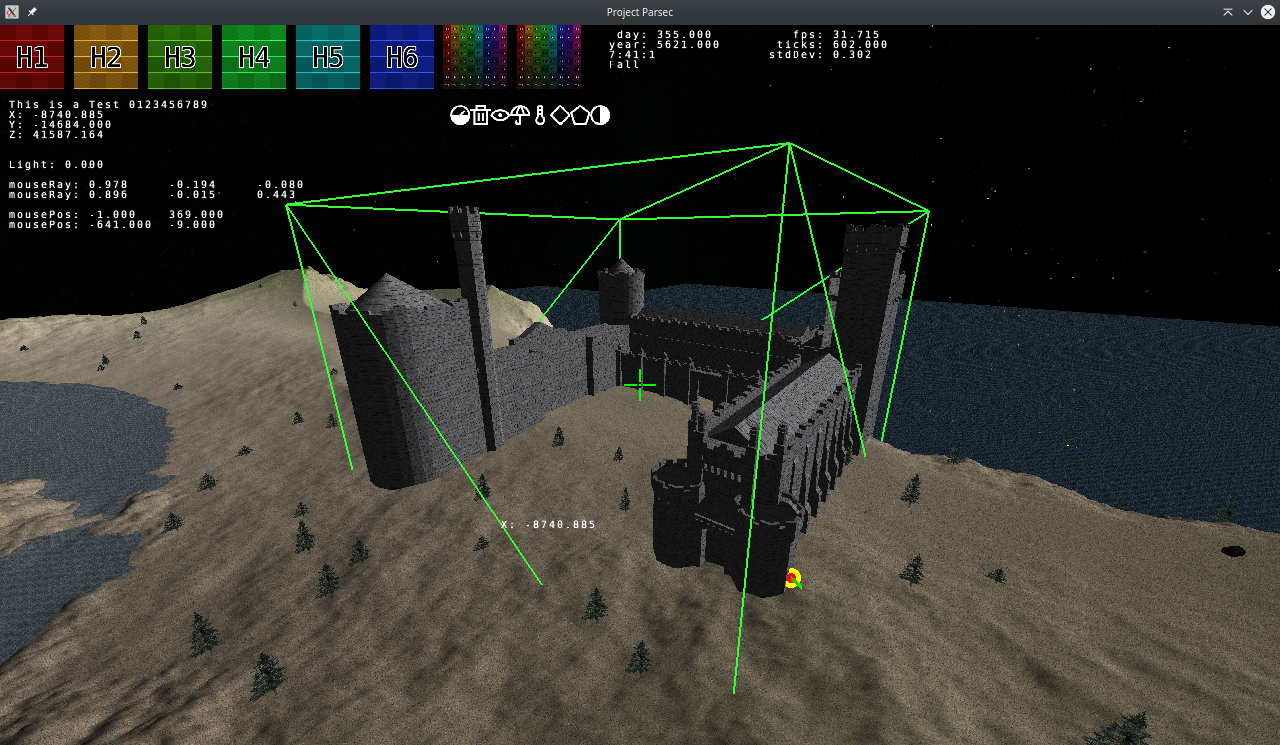 Project Parsec
H1 H2 H3 H4 H5 H6
day: 355.000 fps: 31.715
year: 5621.000 ticks: 602.000
7:41:1 stdDev: 0.302
Fall
This is a Test 0123456789
X: -8740.885
Y: -14684.000
Z: 41587.164
Light: 0.000
mouseRay: 0.978 -0.194 -0.080
mouseRay: 0.896 -0.015 0.443
mousePos: -1.000 369.000
mousePos: -641.000 -9.000
X: -8740.885